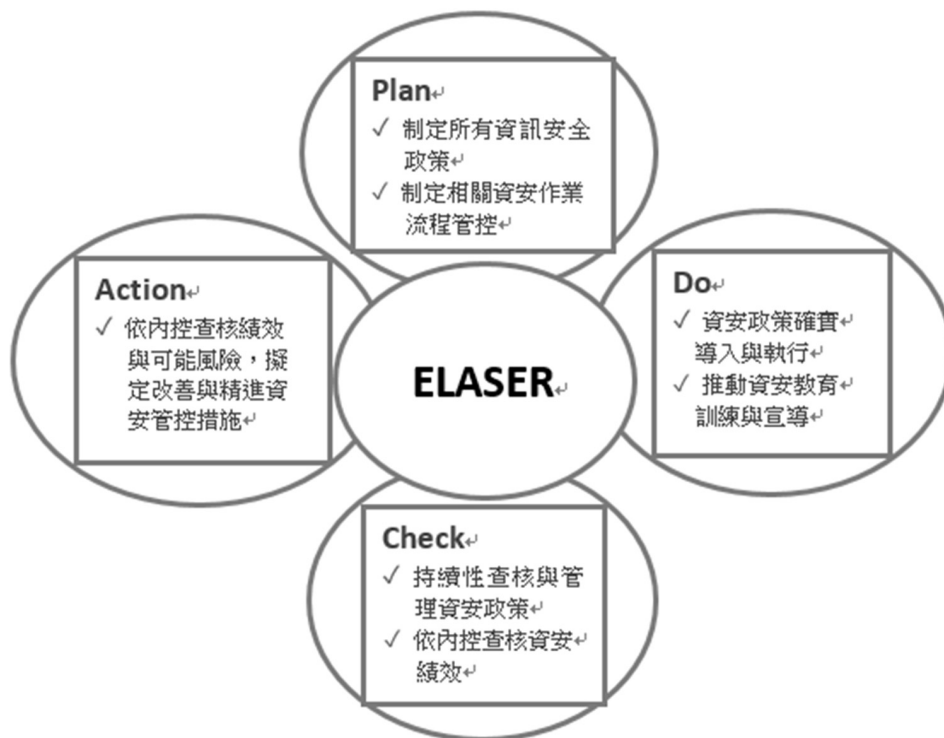 Plan↵
✓ 制定所有資訊安全
政策↵
✓ 制定相關資安作業
流程管控↵
Action↵
✓ 依內控查核績效
與可能風險，擬
定改善與精進資
安管控措施↵
ELASER↵
Do↵
✓ 資安政策確實↵
導入與執行↵
✓ 推動資安教育↵
訓練與宣導↵
Check↵
✓ 持續性查核與管
理資安政策↵
✓ 依內控查核資安↵
績效↵